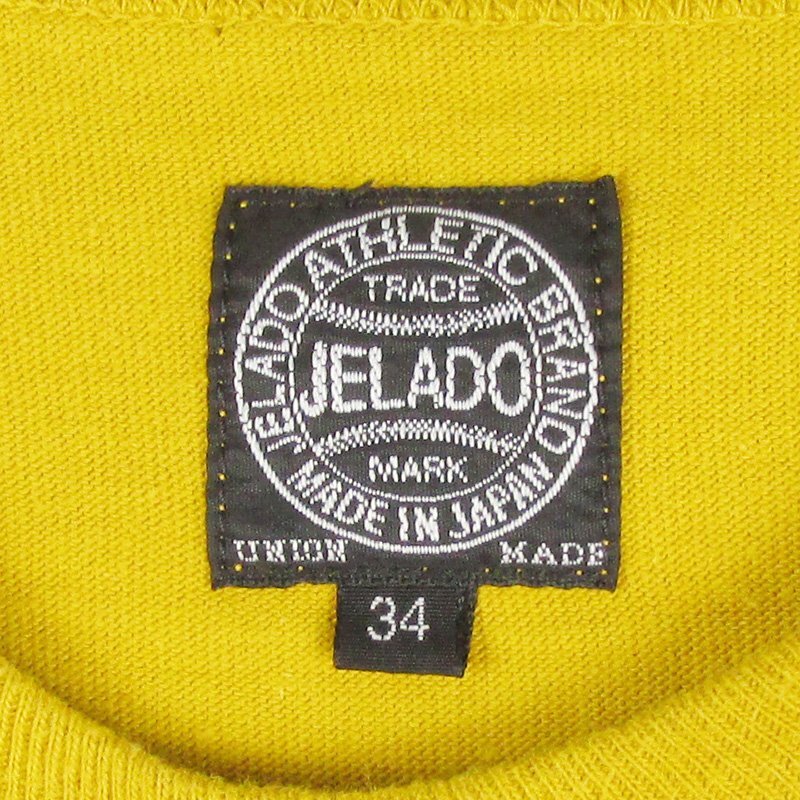 JELADO ATHLETIC BRAND
TRADE
JELADO
MARK
MADE IN JAPAN
UNION MADE
34